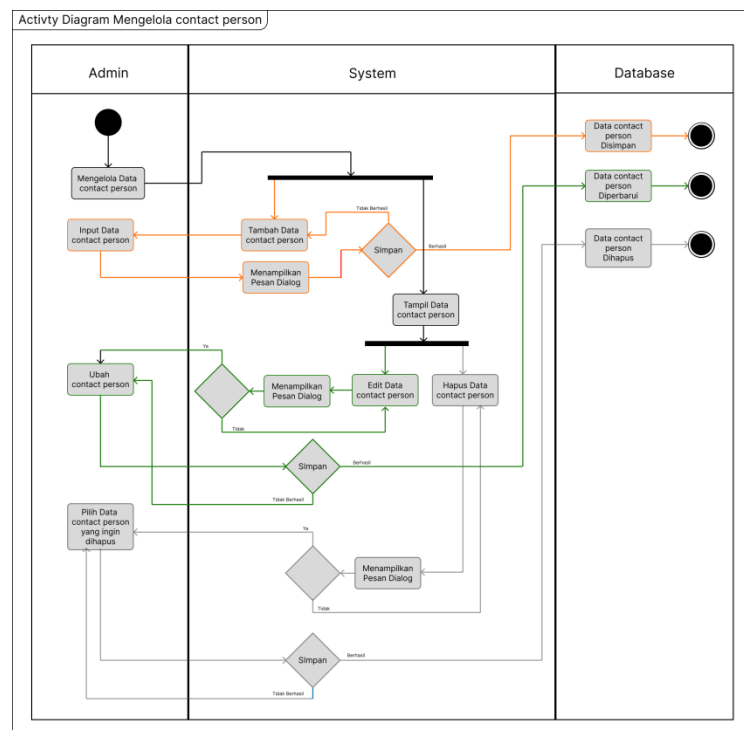 Activty Diagram Mengelola contact person
Admin
System
Database
Mengelola Data
contact person
Data contact
person
Disimpan
Data contact
person
Diperbarui
Data contact
person
Dihapus
Input Data
contact person
Tambah Data
contact person
Tidak Berhasil
SImpan
Berhasil
Menampilkan
Pesan Dialog
Tampil Data
contact person
Ya
Ubah
contact person
Menampilkan
Pesan Dialog
Edit Data
contact person
Hapus Data
contact person
Tidak
SImpan
Berhasil
Tidak Berhasil
Pilih Data
contact person
yang ingin
dihapus
Ya
Menampilkan
Pesan Dialog
Tidak
SImpan
Berhasil
Tidak Berhasil